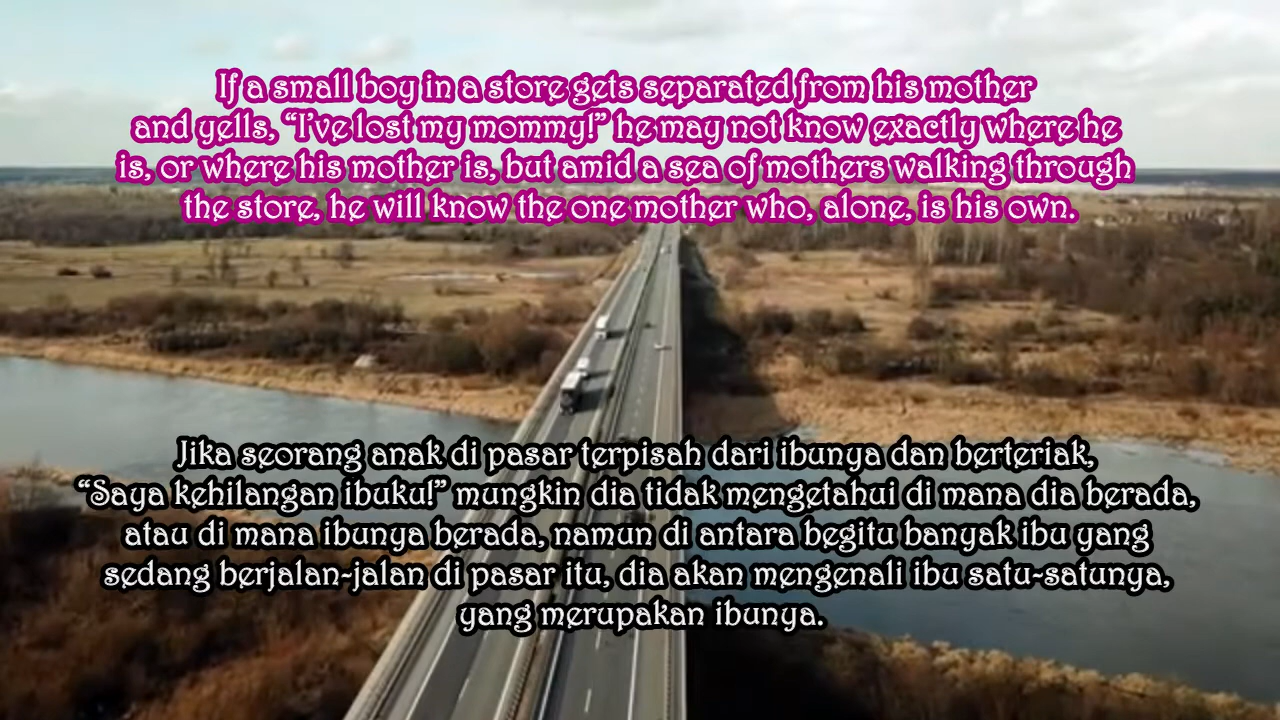 If a small boy in a store gets separated from his mother
and yells, “I’ve lost my mommy!” he may not know exactly where he
is, or where his mother is, but amid a sea of mothers walking through
the store, he will know the one mother who, alone, is his own.
Jika seorang anak di pasar terpisah dari ibunya dan berteriak,
“Saya kehilangan ibuku!” mungkin dia tidak mengetahui di mana dia berada,
atau di mana ibunya berada, namun di antara begitu banyak ibu yang
sedang berjalan-jalan di pasar itu, dia akan mengenali ibu satu-satunya,
yang merupakan ibunya.